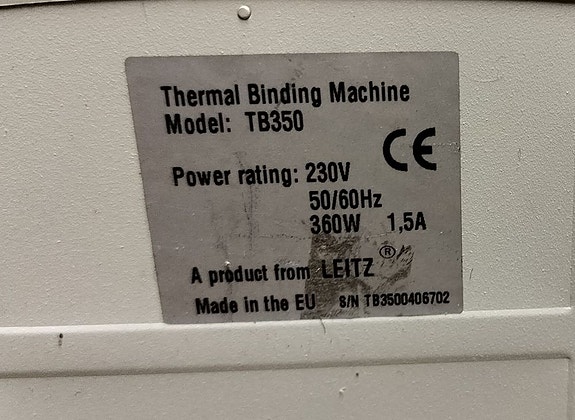 Thermal Binding Machine
Model: TB350
CE
Power rating: 230V
50/60Hz
360W 1,5A
A product from LEITZ®
Made in the EU S/N TB3500406702